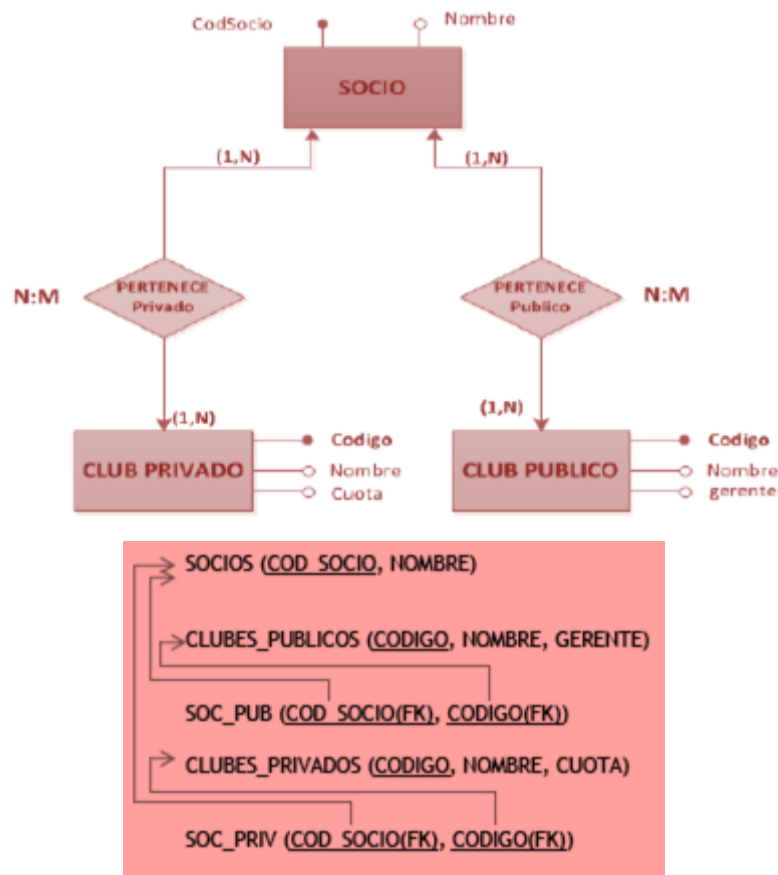 CodSocio
Nombre
SOCIO
(1,N)
(1,N)
N:M
PERTENECE
Privado
PERTENECE
Publico
N:M
(1,N)
(1,N)
CLUB PRIVADO
Codigo
Nombre
Cuota
CLUB PUBLICO
Codigo
Nombre
gerente
SOCIOS (COD_SOCIO, NOMBRE)
CLUBES_PUBLICOS (CODIGO, NOMBRE, GERENTE)
SOC_PUB (COD_SOCIO(FK), CODIGO(FK))
CLUBES_PRIVADOS (CODIGO, NOMBRE, CUOTA)
SOC_PRIV (COD_SOCIO(FK), CODIGO(FK))